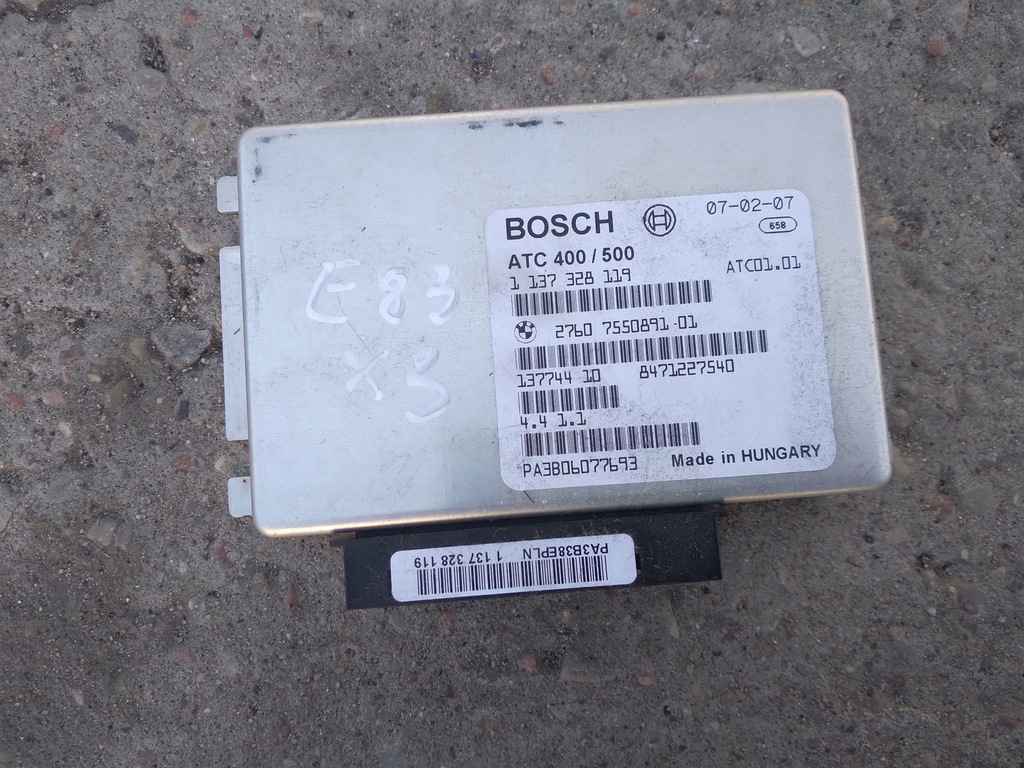 BOSCH 07-02-07
658
ATC 400 / 500
1 137 328 119 ATC01.01
2760 7550891 01
137744 10 8471227540
4.4 1.1
PA3B06077693 Made in HUNGARY
E83
X3
PA3B38EPLN 1 137 328 119